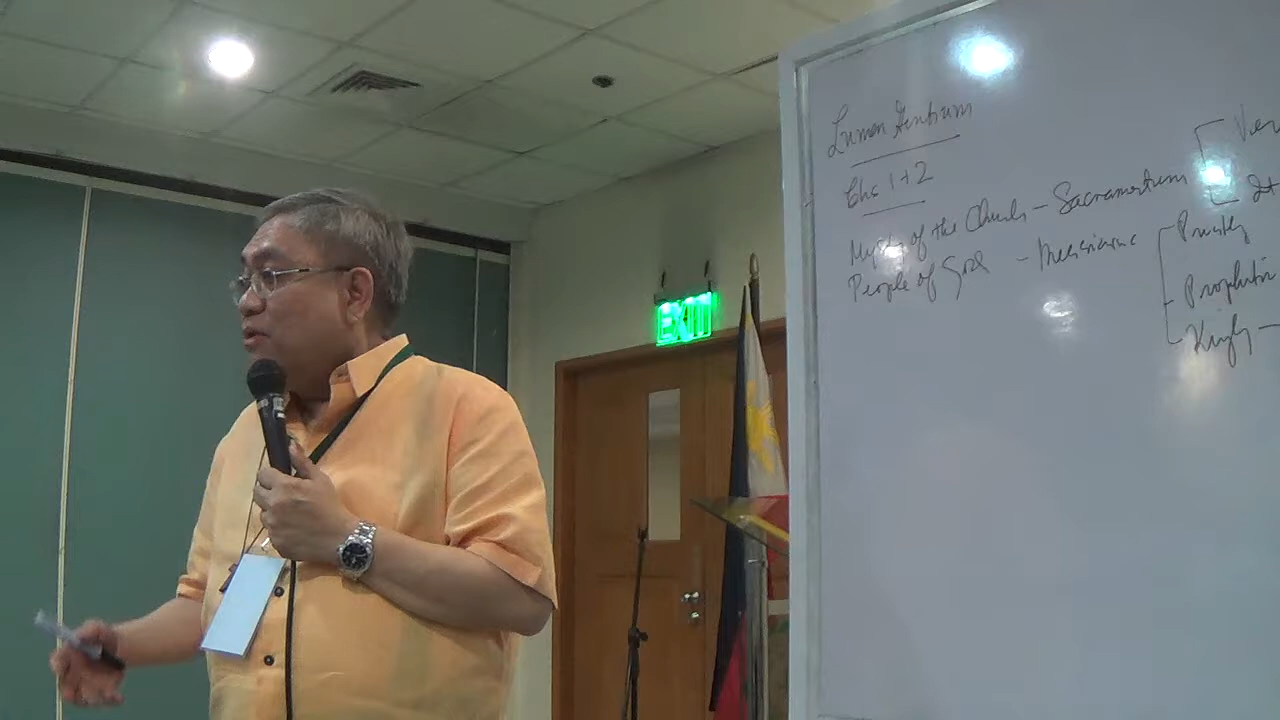 EXIT
Lumen Gentium
Chs 1+2
Mystery of the Church - Sacramentum
People of God - Messianic
Priestly
Prophetic
Kingly -